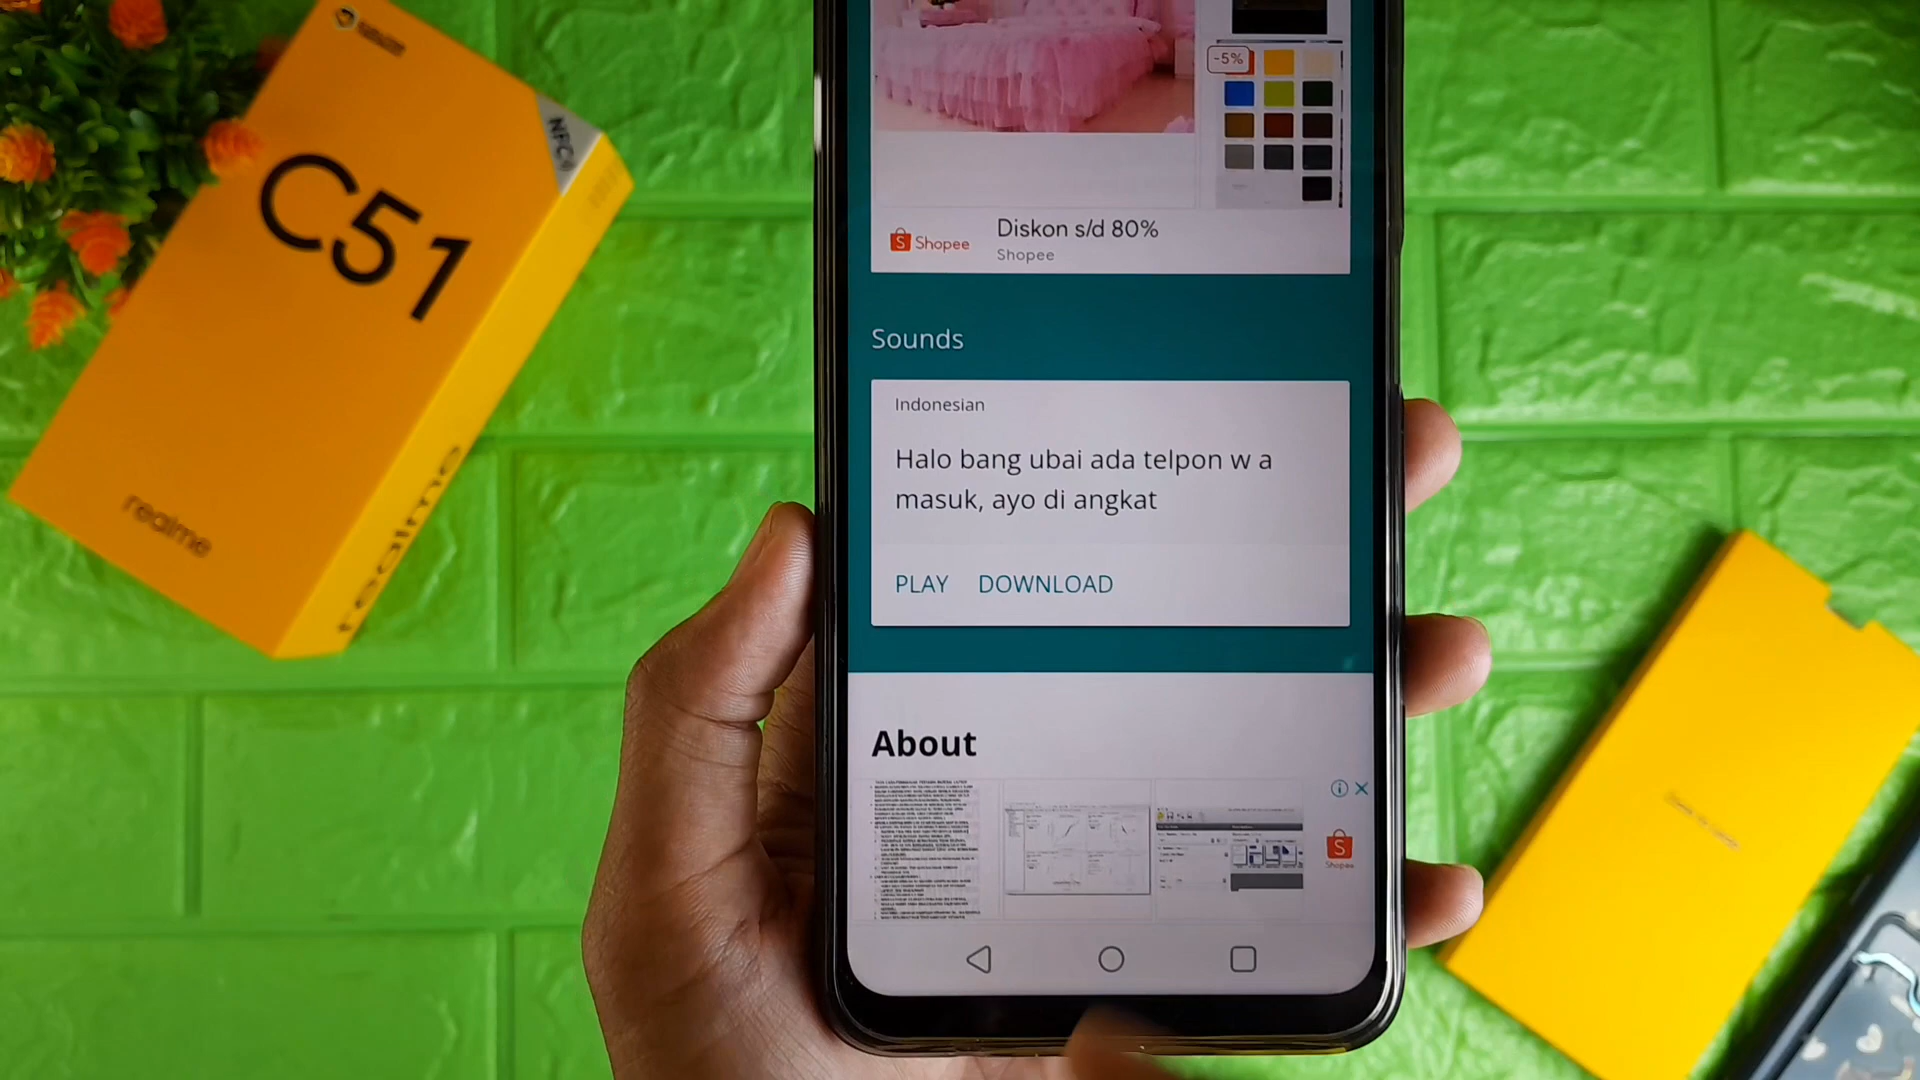 NFC
C51
realme
realme
-5%
Shopee
Diskon s/d 80%
Shopee
Sounds
Indonesian
Halo bang ubai ada telpon w a
masuk, ayo di angkat
PLAY DOWNLOAD
About
Shopee